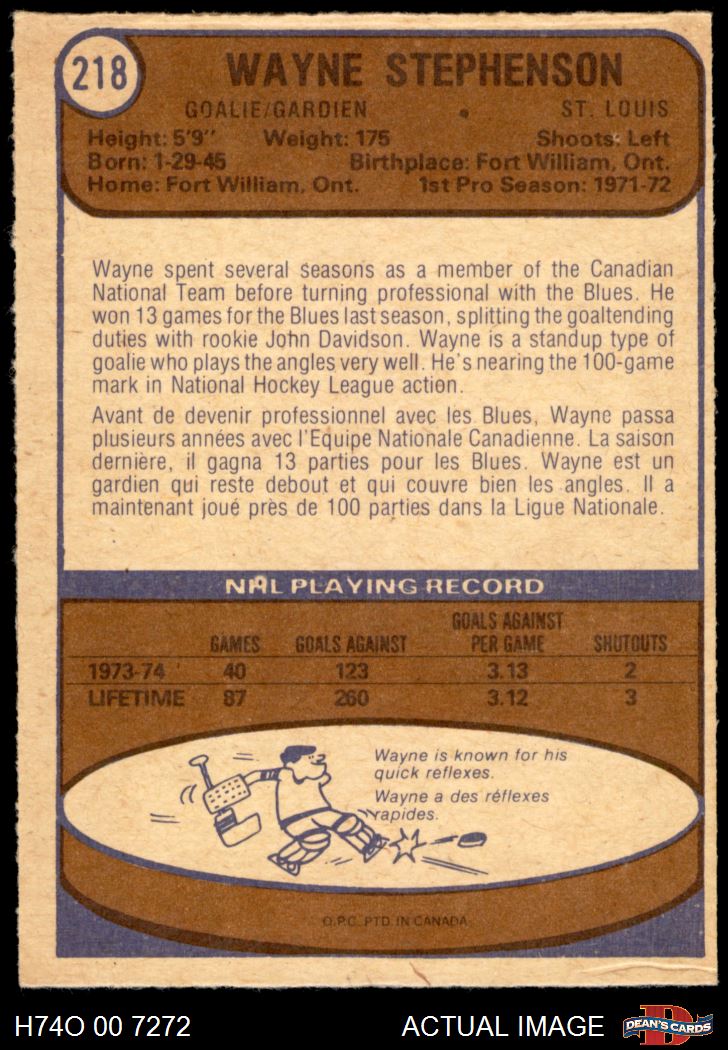 218
WAYNE STEPHENSON
GOALIE/GARDIEN • ST. LOUIS
Height: 5'9" Weight: 175 Shoots: Left
Born: 1-29-45 Birthplace: Fort William, Ont.
Home: Fort William, Ont. 1st Pro Season: 1971-72
Wayne spent several seasons as a member of the Canadian
National Team before turning professional with the Blues. He
won 13 games for the Blues last season, splitting the goaltending
duties with rookie John Davidson. Wayne is a standup type of
goalie who plays the angles very well. He's nearing the 100-game
mark in National Hockey League action.
Avant de devenir professionnel avec les Blues, Wayne passa
plusieurs années avec l'Equipe Nationale Canadienne. La saison
dernière, il gagna 13 parties pour les Blues. Wayne est un
gardien qui reste debout et qui couvre bien les angles. Il a
maintenant joué près de 100 parties dans la Ligue Nationale.
NHL PLAYING RECORD
GAMES GOALS AGAINST GOALS AGAINST PER GAME SHUTOUTS
1973-74 40 123 3.13 2
LIFETIME 87 260 3.12 3
Wayne is known for his
quick reflexes.
Wayne a des réflexes
rapides.
O.P.C. PTD. IN CANADA
H74O 00 7272 ACTUAL IMAGE DEAN'S CARDS